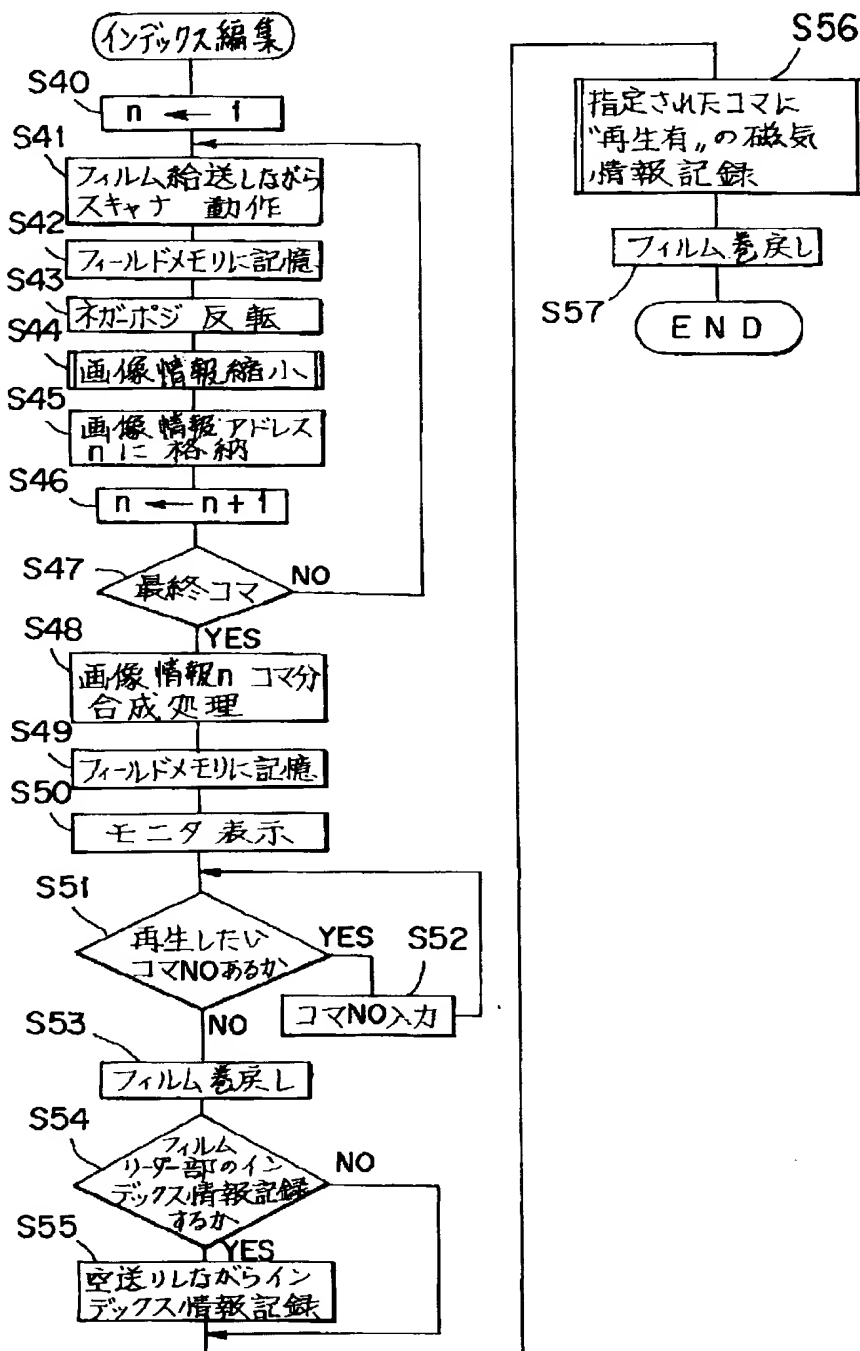 インデックス編集
S40
n ← 1
S41
フィルム給送しながら
スキャナ 動作
S42
フィールドメモリに記憶
S43
ネガーポジ 反転
S44
画像情報縮小
S45
画像情報アドレス
nに格納
S46
n ← n+1
S47
最終コマ
NO
YES
S48
画像情報n コマ分
合成処理
S49
フィールドメモリに記憶
S50
モニタ 表示
S51
再生したい
コマNOあるか
YES
S52
コマNO入力
NO
S53
フィルム巻戻し
S54
フィルム
リーダー部のイン
デックス情報記録
するか
NO
YES
S55
空送りしながらイン
デックス情報記録
S56
指定されたコマに
"再生有〟の磁気
情報記録
フィルム巻戻し
S57
END